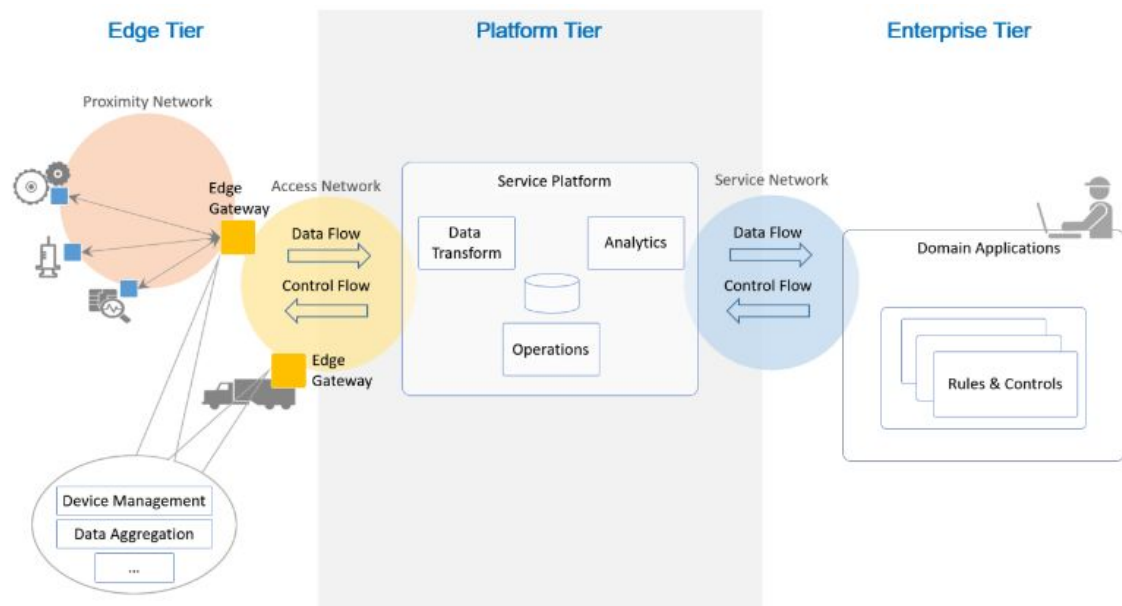 Edge Tier
Platform Tier
Enterprise Tier
Proximity Network
Edge
Gateway
Access Network
Data Flow
Control Flow
Edge
Gateway
Device Management
Data Aggregation
...
Service Platform
Data
Transform
Analytics
Operations
Service Network
Data Flow
Control Flow
Domain Applications
Rules & Controls